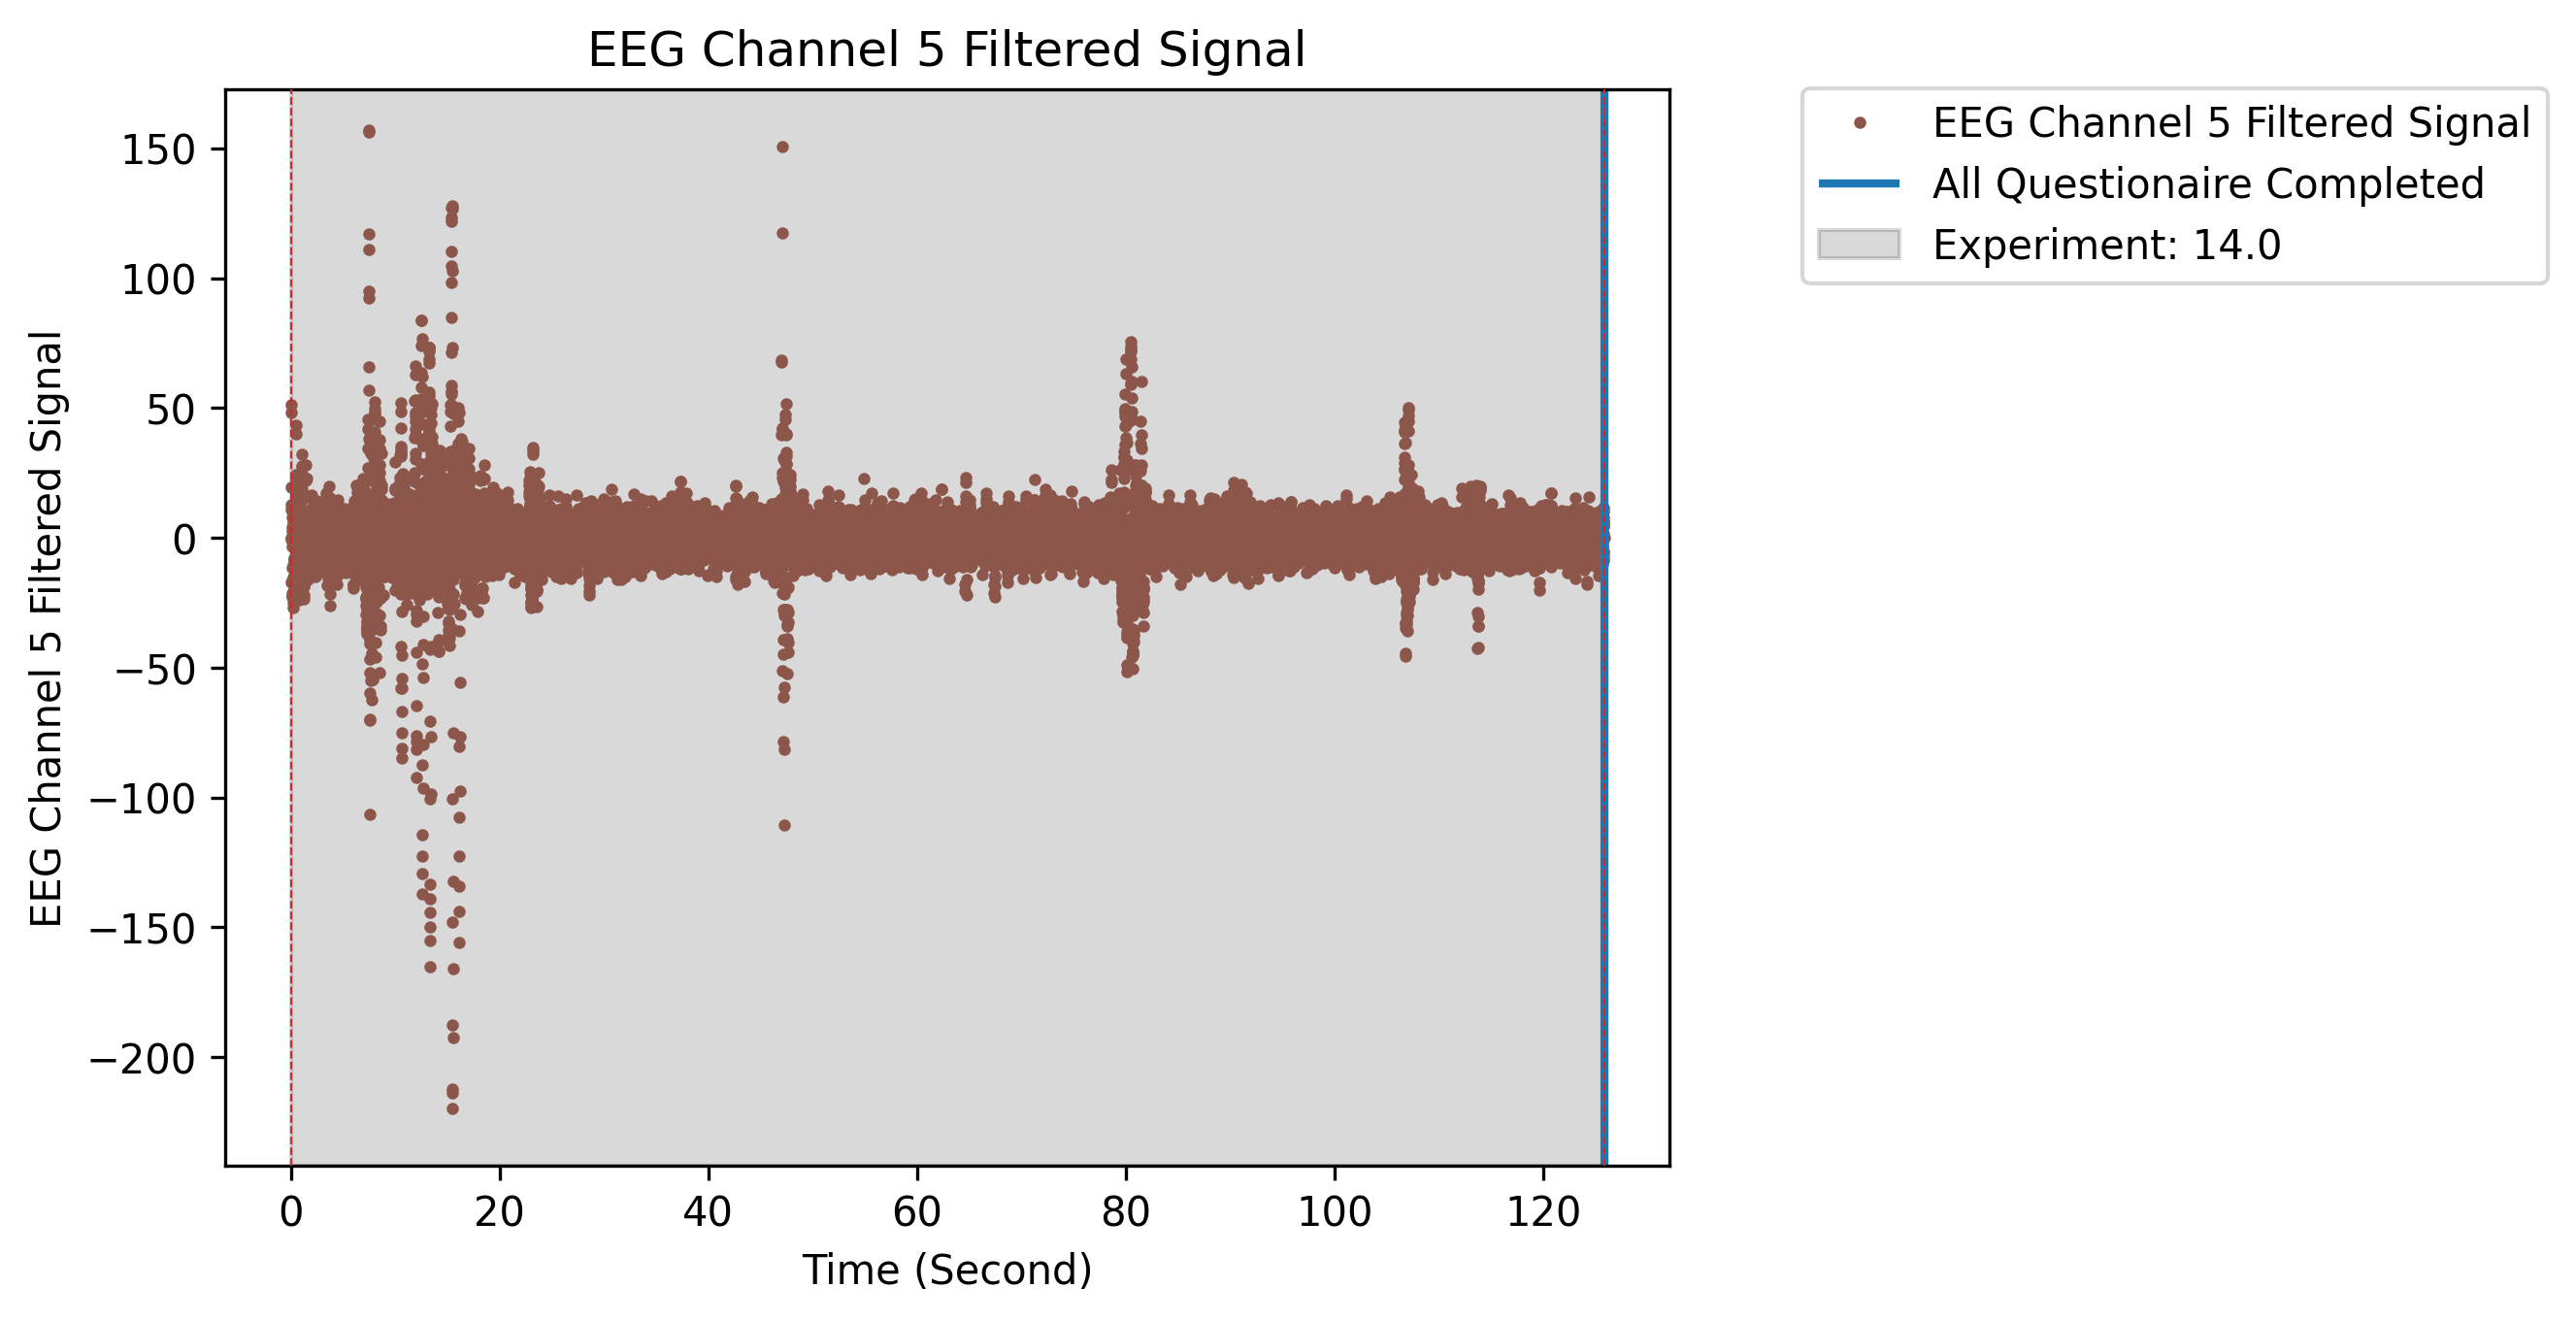 EEG Channel 5 Filtered Signal
EEG Channel 5 Filtered Signal
150
100
50
0
−50
−100
−150
−200
0 20 40 60 80 100 120
Time (Second)
EEG Channel 5 Filtered Signal
All Questionaire Completed
Experiment: 14.0